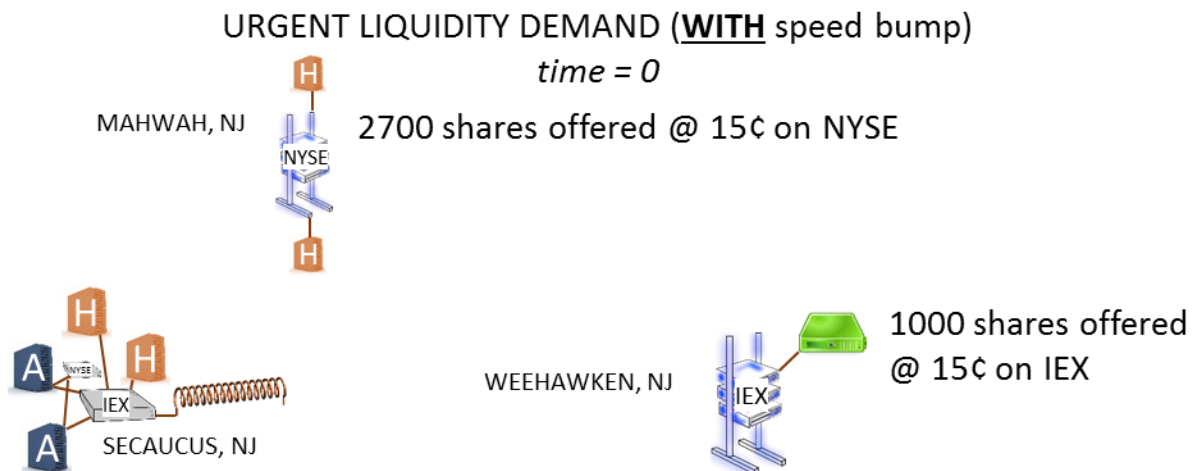 URGENT LIQUIDITY DEMAND (WITH speed bump)
time = 0
H
MAHWAH, NJ
2700 shares offered @ 15¢ on NYSE
NYSE
H
H
H
A
NYSE
IEX
A
SECAUCUS, NJ
WEEHAWKEN, NJ
IEX
1000 shares offered
@ 15¢ on IEX